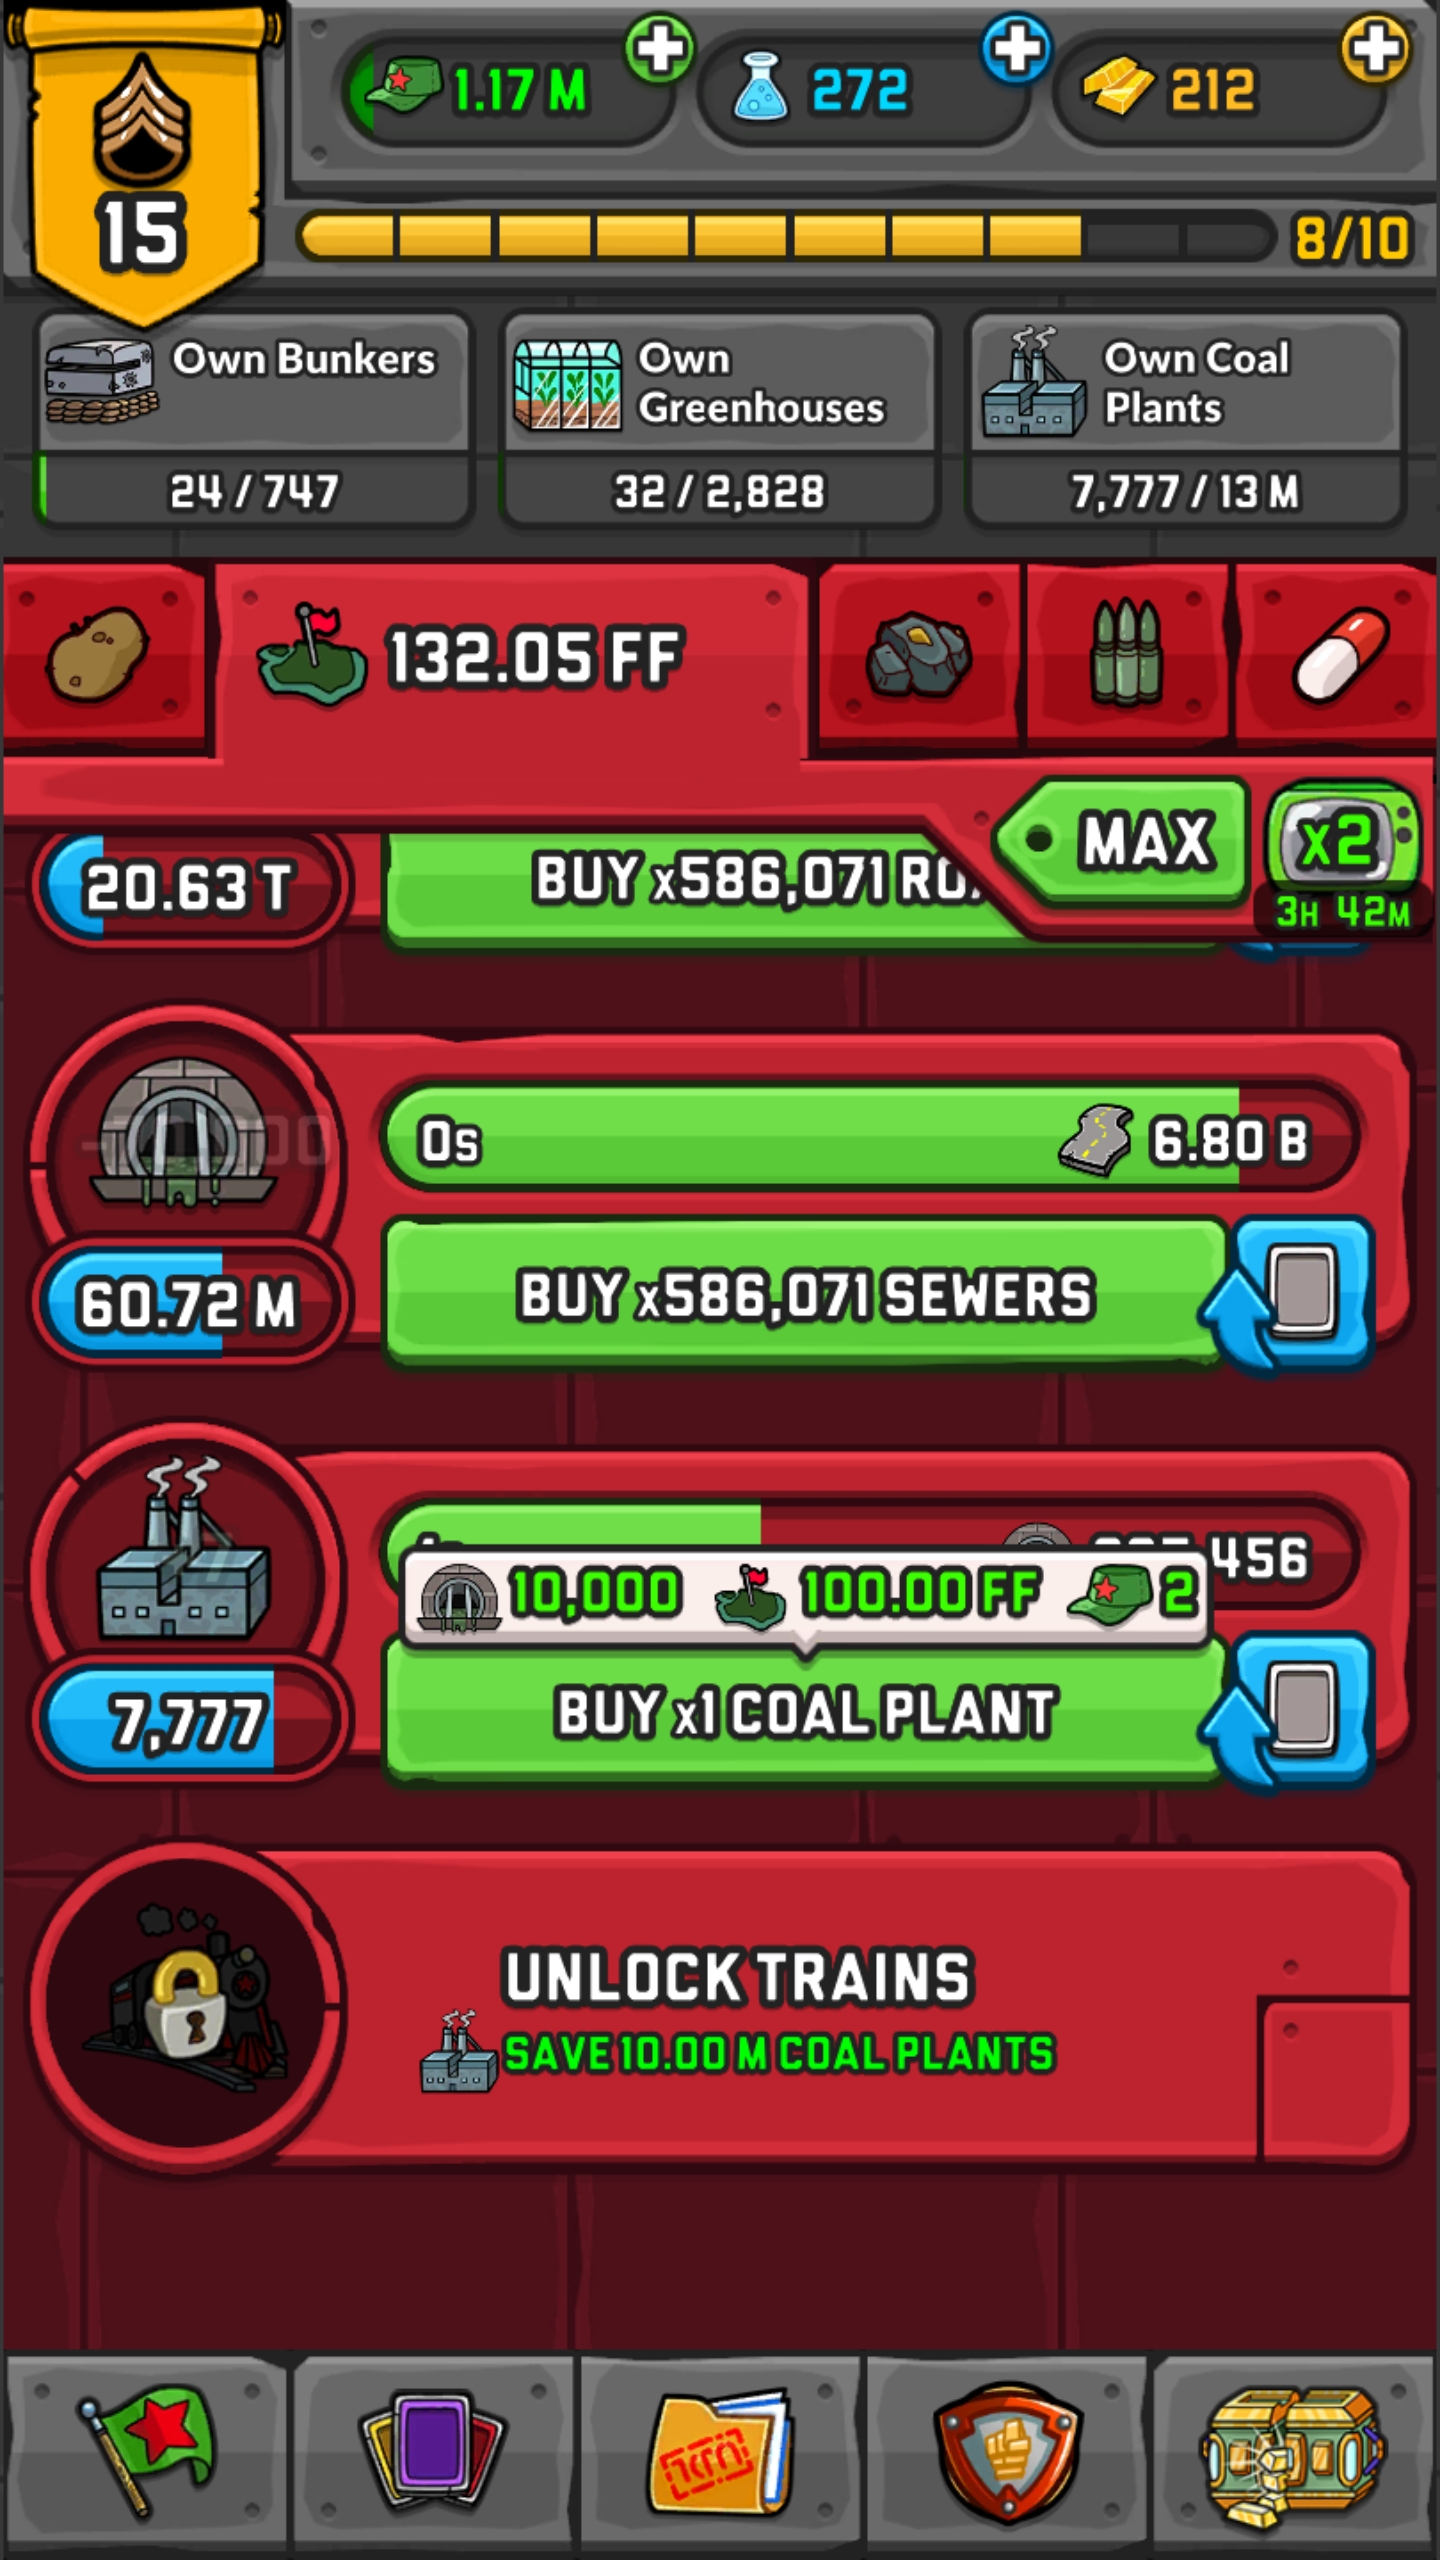 1.17 M
272
212
15
8/10
Own Bunkers
24 / 747
Own
Greenhouses
32 / 2,828
Own Coal
Plants
7,777 / 13 M
132.05 FF
MAX
x2
3H 42M
20.63 T
BUY x586,071
0s
6.80 B
60.72 M
BUY x586,071 SEWERS
456
10,000
100.00 FF
2
7,777
BUY x1 COAL PLANT
UNLOCK TRAINS
SAVE 10.00 M COAL PLANTS